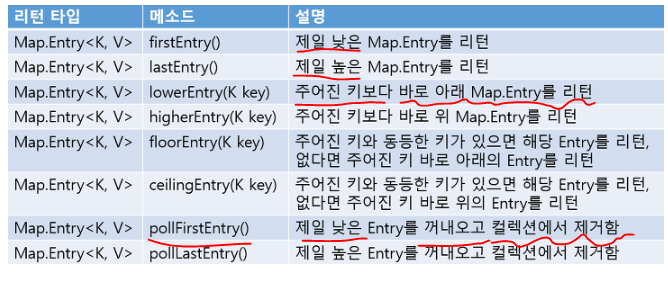 리턴 타입 메소드 설명
Map.Entry<K, V> firstEntry() 제일 낮은 Map.Entry를 리턴
Map.Entry<K, V> lastEntry() 제일 높은 Map.Entry를 리턴
Map.Entry<K, V> lowerEntry(K key) 주어진 키보다 바로 아래 Map.Entry를 리턴
Map.Entry<K, V> higherEntry(K key) 주어진 키보다 바로 위 Map.Entry를 리턴
Map.Entry<K, V> floorEntry(K key) 주어진 키와 동등한 키가 있으면 해당 Entry를 리턴,
없다면 주어진 키 바로 아래의 Entry를 리턴
Map.Entry<K, V> ceilingEntry(K key) 주어진 키와 동등한 키가 있으면 해당 Entry를 리턴,
없다면 주어진 키 바로 위의 Entry를 리턴
Map.Entry<K, V> pollFirstEntry() 제일 낮은 Entry를 꺼내오고 컬렉션에서 제거함
Map.Entry<K, V> pollLastEntry() 제일 높은 Entry를 꺼내오고 컬렉션에서 제거함